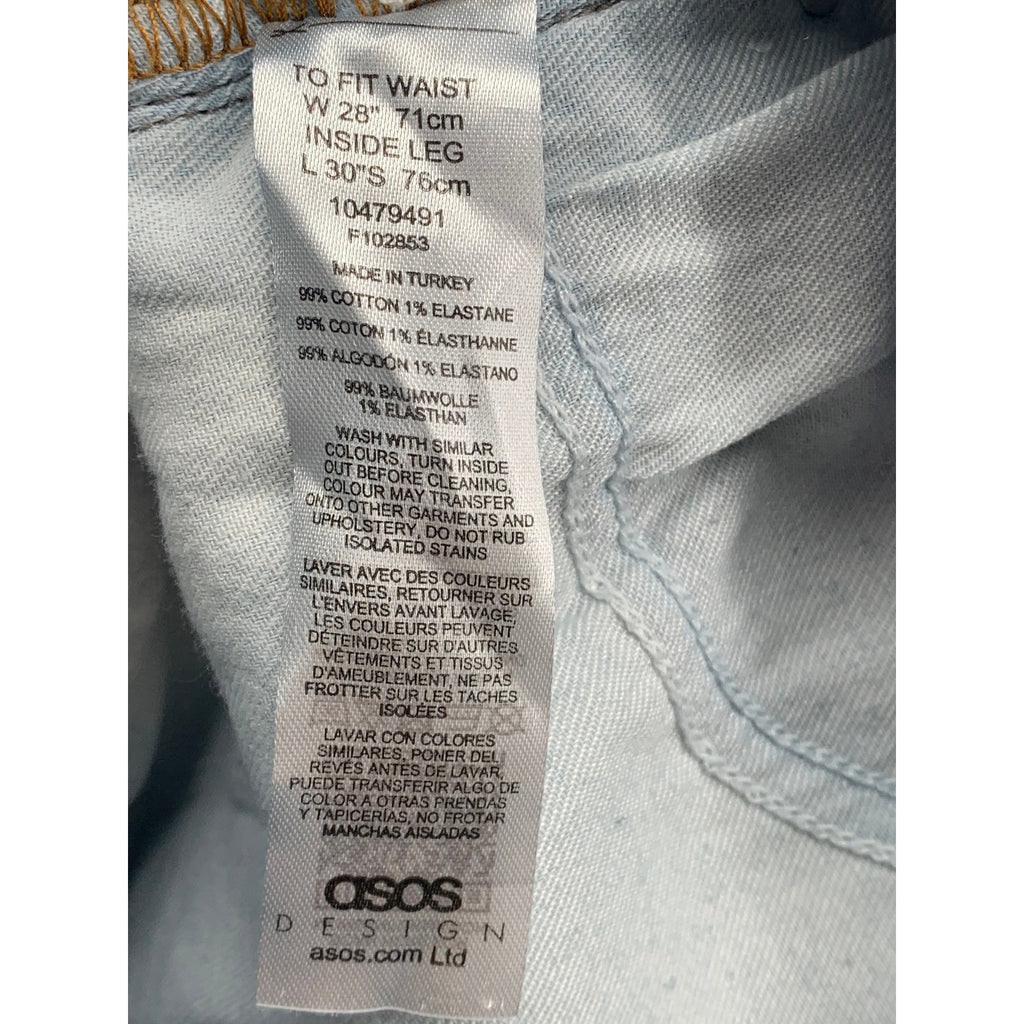 TO FIT WAIST
W 28" 71cm
INSIDE LEG
L 30"S 76cm
10479491
F102853
MADE IN TURKEY
99% COTTON 1% ELASTANE
99% COTON 1% ÉLASTHANNE
99% ALGODÓN 1% ELASTANO
99% BAUMWOLLE
1% ELASTHAN
WASH WITH SIMILAR
COLOURS, TURN INSIDE
OUT BEFORE CLEANING,
COLOUR MAY TRANSFER
ONTO OTHER GARMENTS AND
UPHOLSTERY, DO NOT RUB
ISOLATED STAINS
LAVER AVEC DES COULEURS
SIMILAIRES, RETOURNER SUR
L'ENVERS AVANT LAVAGE,
LES COULEURS PEUVENT
DÉTEINDRE SUR D'AUTRES
VÊTEMENTS ET TISSUS
D'AMEUBLEMENT, NE PAS
FROTTER SUR LES TACHES
ISOLÉES
LAVAR CON COLORES
SIMILARES, PONER DEL
REVÉS ANTES DE LAVAR,
PUEDE TRANSFERIR ALGO DE
COLOR A OTRAS PRENDAS
Y TAPICERÍAS, NO FROTAR
MANCHAS AISLADAS
asos
DESIGN
asos.com Ltd